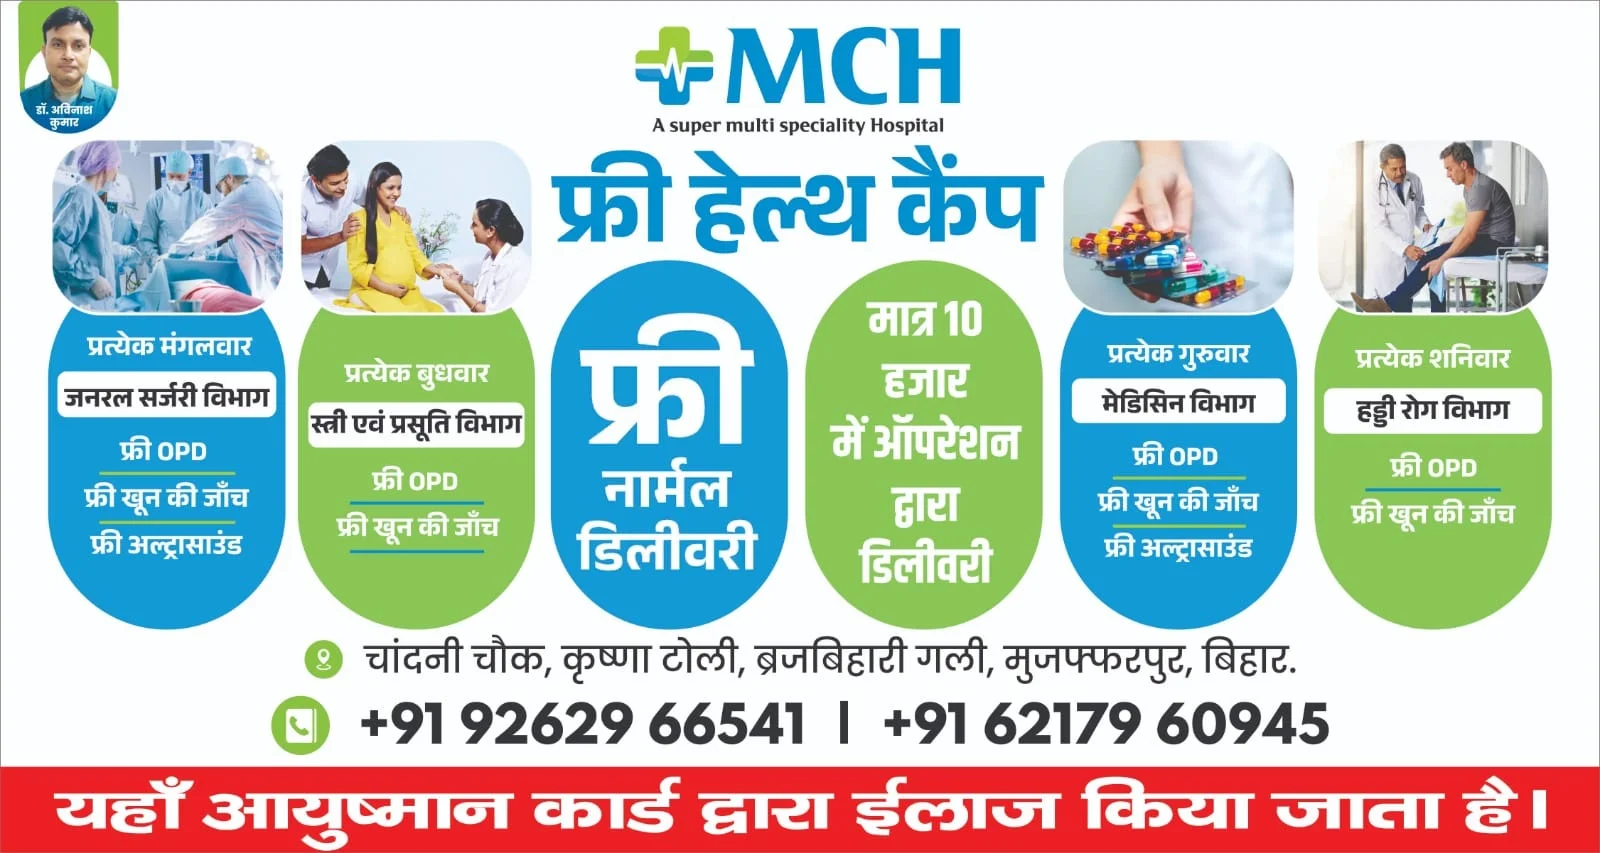 डॉ. अविनाश
कुमार
MCH
A super multi speciality Hospital
फ्री हेल्थ कैंप
प्रत्येक मंगलवार
जनरल सर्जरी विभाग
फ्री OPD
फ्री खून की जाँच
फ्री अल्ट्रासाउंड
प्रत्येक बुधवार
स्त्री एवं प्रसूति विभाग
फ्री OPD
फ्री खून की जाँच
फ्री
नार्मल
डिलीवरी
मात्र 10
हजार
में ऑपरेशन
द्वारा
डिलीवरी
प्रत्येक गुरुवार
मेडिसिन विभाग
फ्री OPD
फ्री खून की जाँच
फ्री अल्ट्रासाउंड
प्रत्येक शनिवार
हड्डी रोग विभाग
फ्री OPD
फ्री खून की जाँच
चांदनी चौक, कृष्णा टोली, ब्रजबिहारी गली, मुजफ्फरपुर, बिहार.
+91 92629 66541 | +91 62179 60945
यहाँ आयुष्मान कार्ड द्वारा ईलाज किया जाता है।